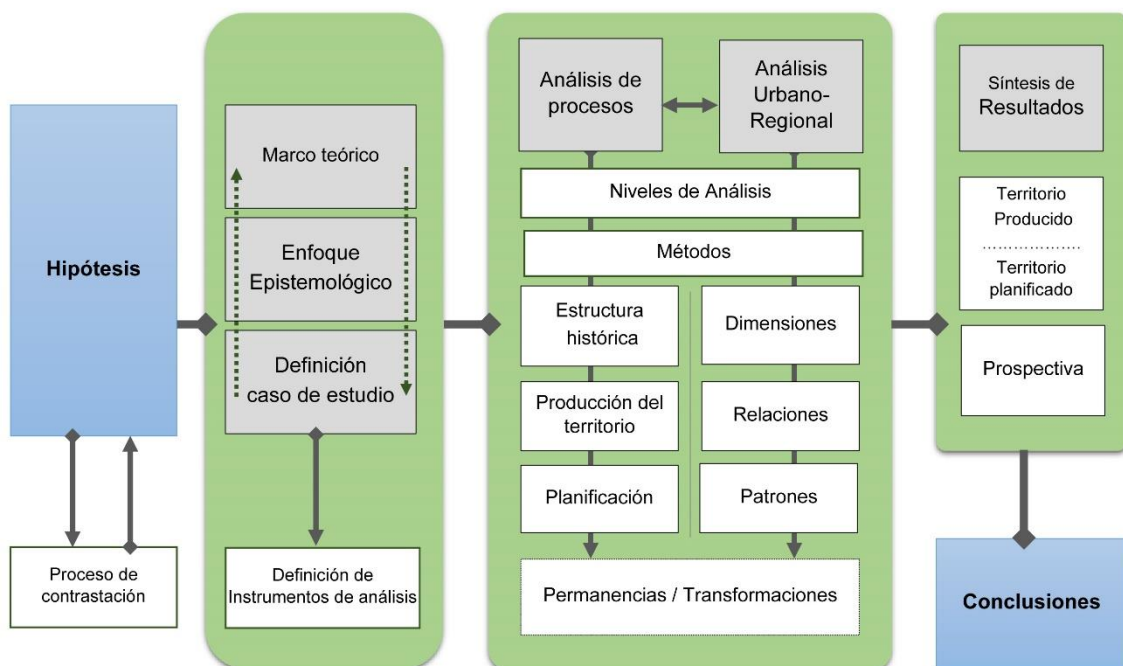 Hipótesis
Proceso de
contrastación
Marco teórico
Enfoque
Epistemológico
Definición
caso de estudio
Definición de
Instrumentos de análisis
Análisis de
procesos
Análisis
Urbano-
Regional
Niveles de Análisis
Métodos
Estructura
histórica
Producción del
territorio
Planificación
Dimensiones
Relaciones
Patrones
Permanencias / Transformaciones
Síntesis de
Resultados
Territorio
Producido
Territorio
planificado
Prospectiva
Conclusiones